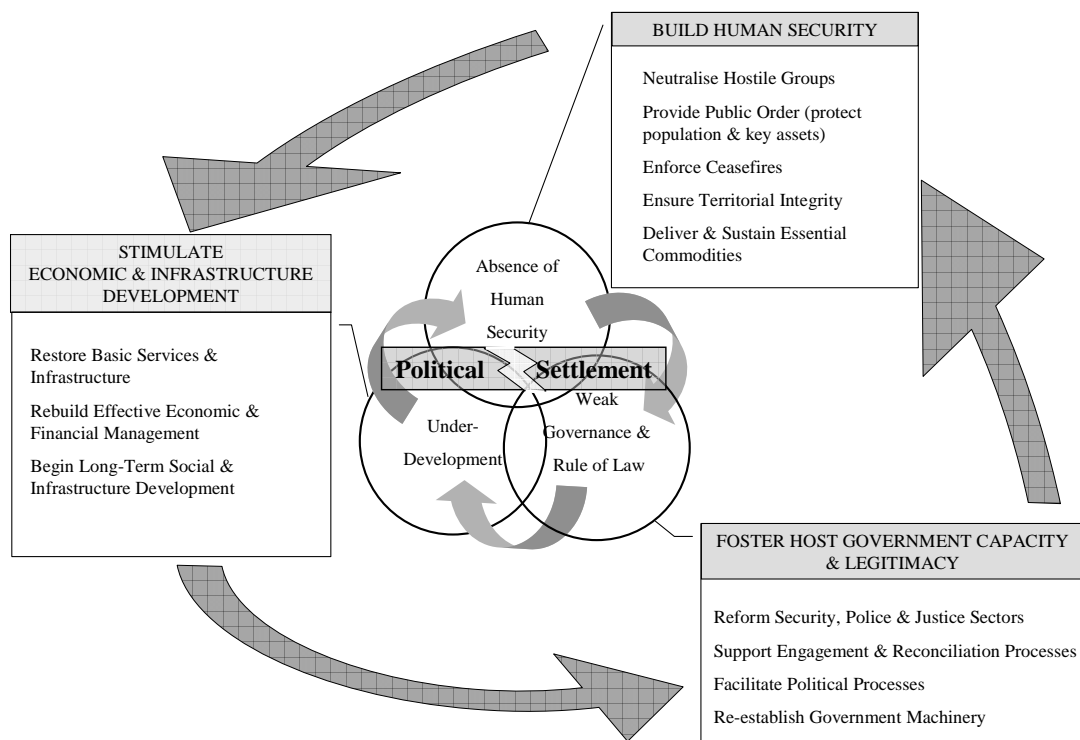 BUILD HUMAN SECURITY
Neutralise Hostile Groups
Provide Public Order (protect
population & key assets)
Enforce Ceasefires
Ensure Territorial Integrity
Deliver & Sustain Essential
Commodities
STIMULATE
ECONOMIC & INFRASTRUCTURE
DEVELOPMENT
Restore Basic Services &
Infrastructure
Rebuild Effective Economic &
Financial Management
Begin Long-Term Social &
Infrastructure Development
Absence of
Human
Security
Political Settlement
Under-
Development
Weak
Governance &
Rule of Law
FOSTER HOST GOVERNMENT CAPACITY
& LEGITIMACY
Reform Security, Police & Justice Sectors
Support Engagement & Reconciliation Processes
Facilitate Political Processes
Re-establish Government Machinery